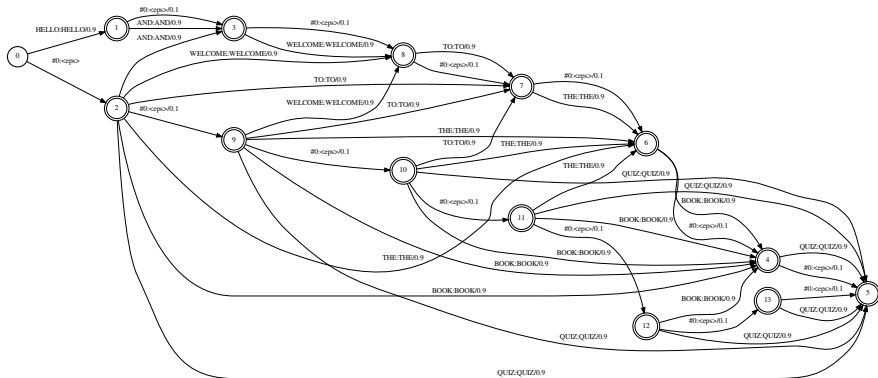 #0:<eps>/0.1
HELLO:HELLO/0.9
1
AND:AND/0.9
3
#0:<eps>/0.1
AND:AND/0.9
WELCOME:WELCOME/0.9
0
#0:<eps>
WELCOME:WELCOME/0.9
8
TO:TO/0.9
#0:<eps>/0.1
TO:TO/0.9
7
#0:<eps>/0.1
THE:THE/0.9
2
#0:<eps>/0.1
WELCOME:WELCOME/0.9
TO:TO/0.9
9
THE:THE/0.9
TO:TO/0.9
6
#0:<eps>/0.1
THE:THE/0.9
THE:THE/0.9
10
QUIZ:QUIZ/0.9
QUIZ:QUIZ/0.9
#0:<eps>/0.1
BOOK:BOOK/0.9
11
BOOK:BOOK/0.9
#0:<eps>/0.1
#0:<eps>/0.1
QUIZ:QUIZ/0.9
THE:THE/0.9
BOOK:BOOK/0.9
BOOK:BOOK/0.9
4
#0:<eps>/0.1
BOOK:BOOK/0.9
BOOK:BOOK/0.9
13
#0:<eps>/0.1
5
QUIZ:QUIZ/0.9
12
#0:<eps>/0.1
QUIZ:QUIZ/0.9
QUIZ:QUIZ/0.9
QUIZ:QUIZ/0.9